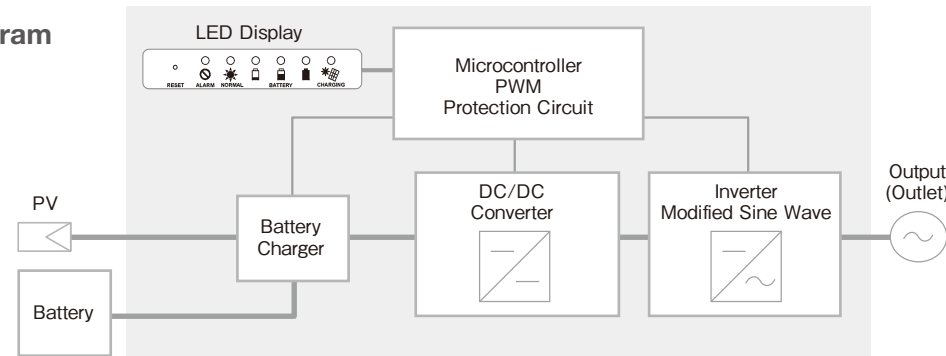 ram
LED Display
RESET ALARM NORMAL BATTERY CHARGING
Microcontroller
PWM
Protection Circuit
PV
Battery
Charger
Battery
DC/DC
Converter
Inverter
Modified Sine Wave
Output
(Outlet)